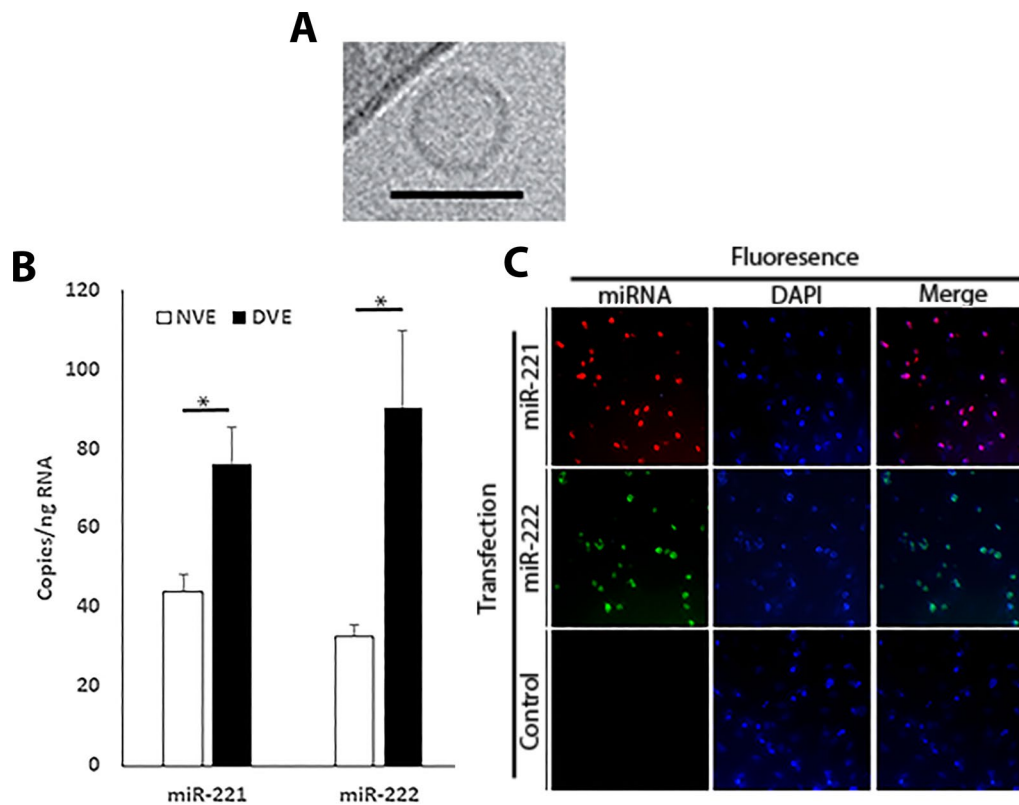 A
B
120
100
80
60
40
20
0
Copies/ng RNA
NVE DVE
*
*
miR-221 miR-222
C
Fluoresence
miRNA DAPI Merge
Transfection
miR-221
miR-222
Control